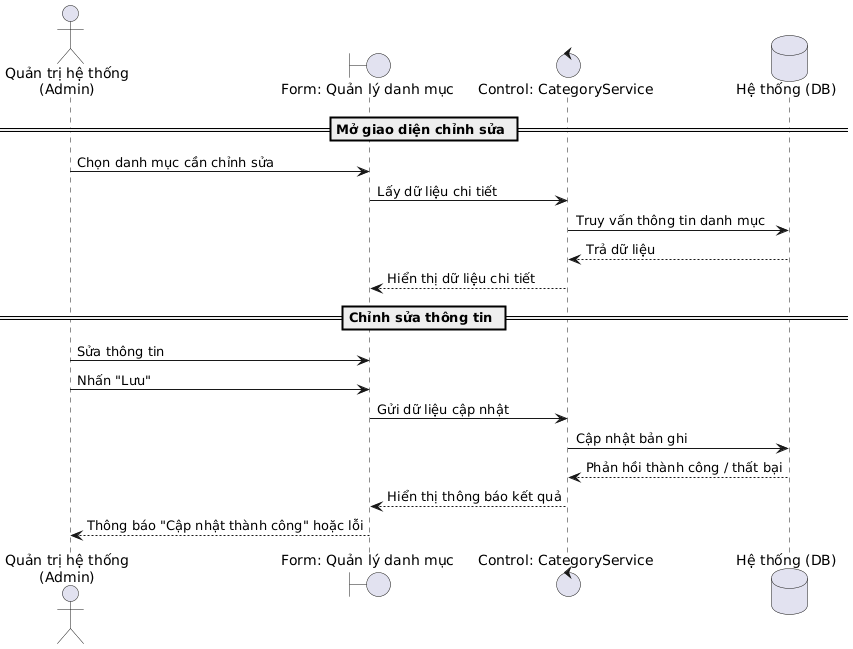 Quản trị hệ thống
(Admin)
Form: Quản lý danh mục
Control: CategoryService
Hệ thống (DB)
Mở giao diện chỉnh sửa
Chọn danh mục cần chỉnh sửa
Lấy dữ liệu chi tiết
Truy vấn thông tin danh mục
Trả dữ liệu
Hiển thị dữ liệu chi tiết
Chỉnh sửa thông tin
Sửa thông tin
Nhấn "Lưu"
Gửi dữ liệu cập nhật
Cập nhật bản ghi
Phản hồi thành công / thất bại
Hiển thị thông báo kết quả
Thông báo "Cập nhật thành công" hoặc lỗi
Quản trị hệ thống
(Admin)
Form: Quản lý danh mục
Control: CategoryService
Hệ thống (DB)